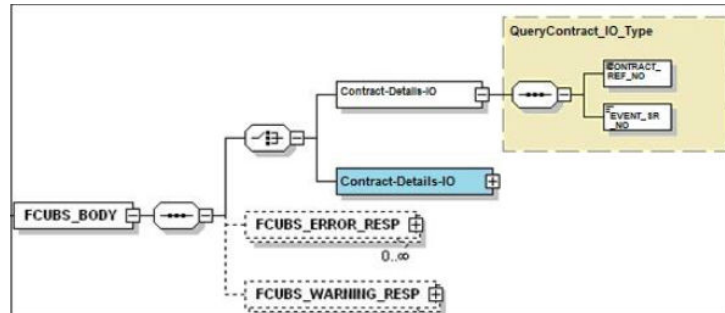 QueryContract_IO_Type
CONTRACT_
REF_NO
Contract-Details-IO
EVENT_SR
_NO
Contract-Details-IO
FCUBS_BODY
FCUBS_ERROR_RESP
0..∞
FCUBS_WARNING_RESP